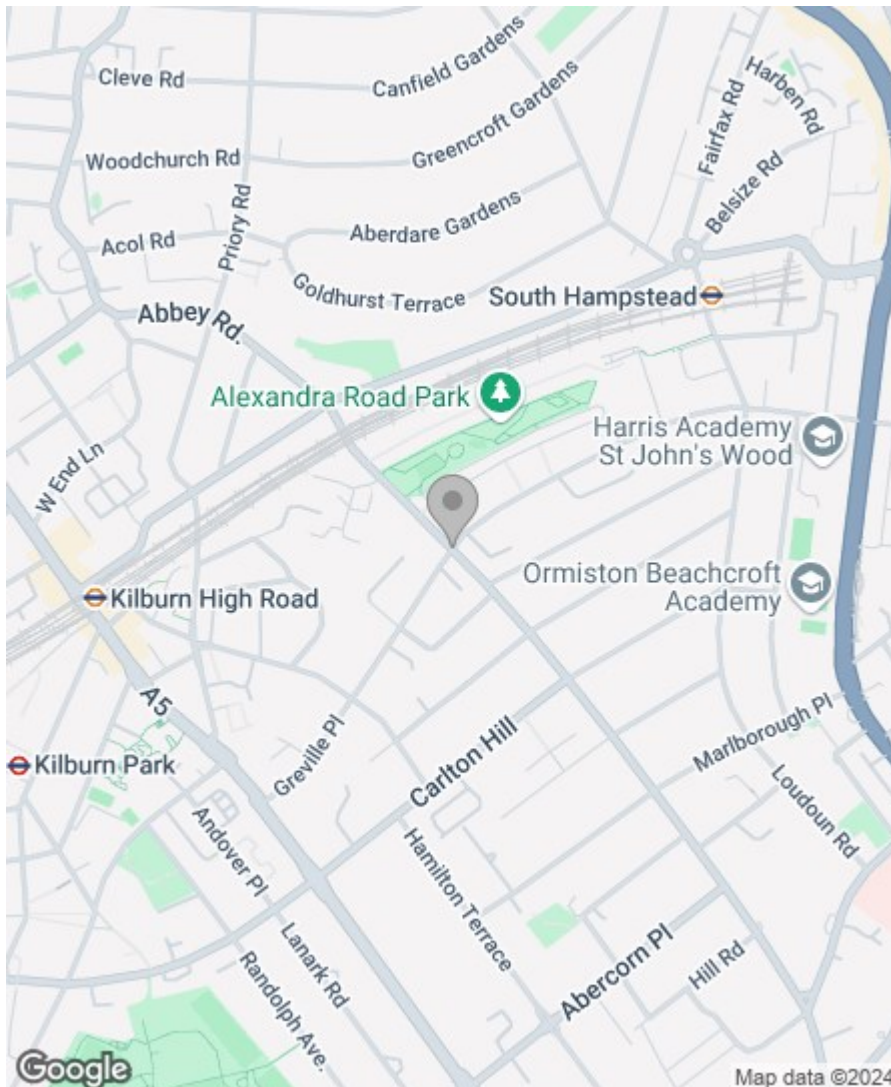 Cleve Rd
Canfield Gardens
Harben Rd
Fairfax Rd
Greencroft Gardens
Woodchurch Rd
Belsize Rd
Priory Rd
Aberdare Gardens
Acol Rd
Goldhurst Terrace
South Hampstead
Abbey Rd.
Alexandra Road Park
Harris Academy
St John's Wood
W End Ln
Ormiston Beachcroft
Academy
Kilburn High Road
A5
Marlborough Pl
Greville Pl
Carlton Hill
Kilburn Park
Loudoun Rd
Andover Pl
Hamilton Terrace
Lanark Rd
Abercorn Pl
Hill Rd
Randolph Ave.
Google
Map data ©2024